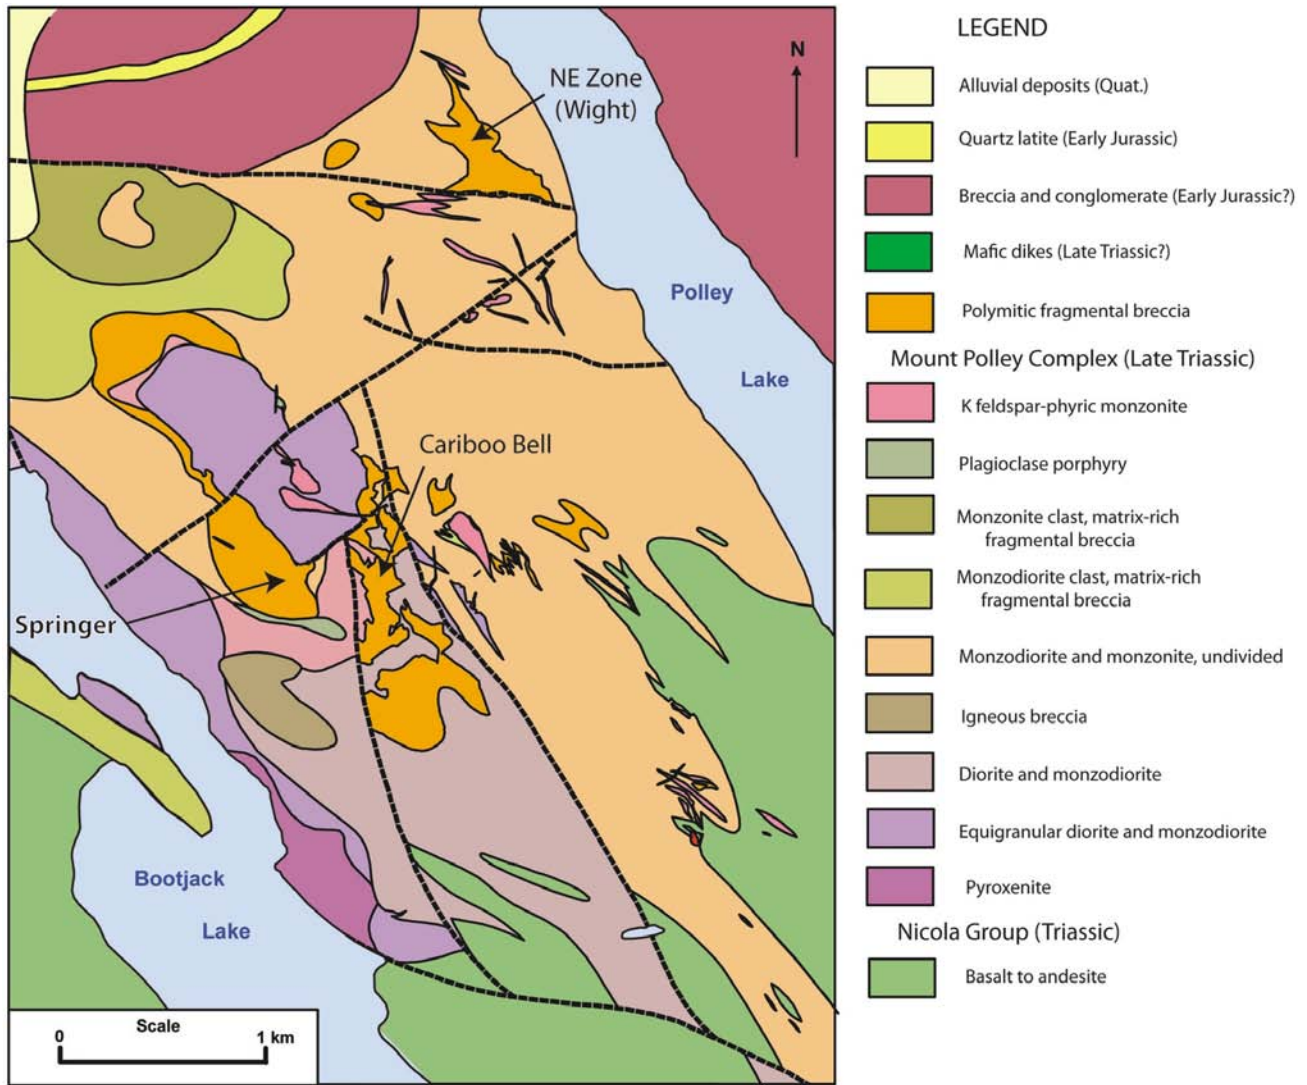 N
NE Zone
(Wight)
Polley
Lake
Cariboo Bell
Springer
Bootjack
Lake
Scale
0
1 km
LEGEND
Alluvial deposits (Quat.)
Quartz latite (Early Jurassic)
Breccia and conglomerate (Early Jurassic?)
Mafic dikes (Late Triassic?)
Polymitic fragmental breccia
Mount Polley Complex (Late Triassic)
K feldspar-phyric monzonite
Plagioclase porphyry
Monzonite clast, matrix-rich
fragmental breccia
Monzodiorite clast, matrix-rich
fragmental breccia
Monzodiorite and monzonite, undivided
Igneous breccia
Diorite and monzodiorite
Equigranular diorite and monzodiorite
Pyroxenite
Nicola Group (Triassic)
Basalt to andesite